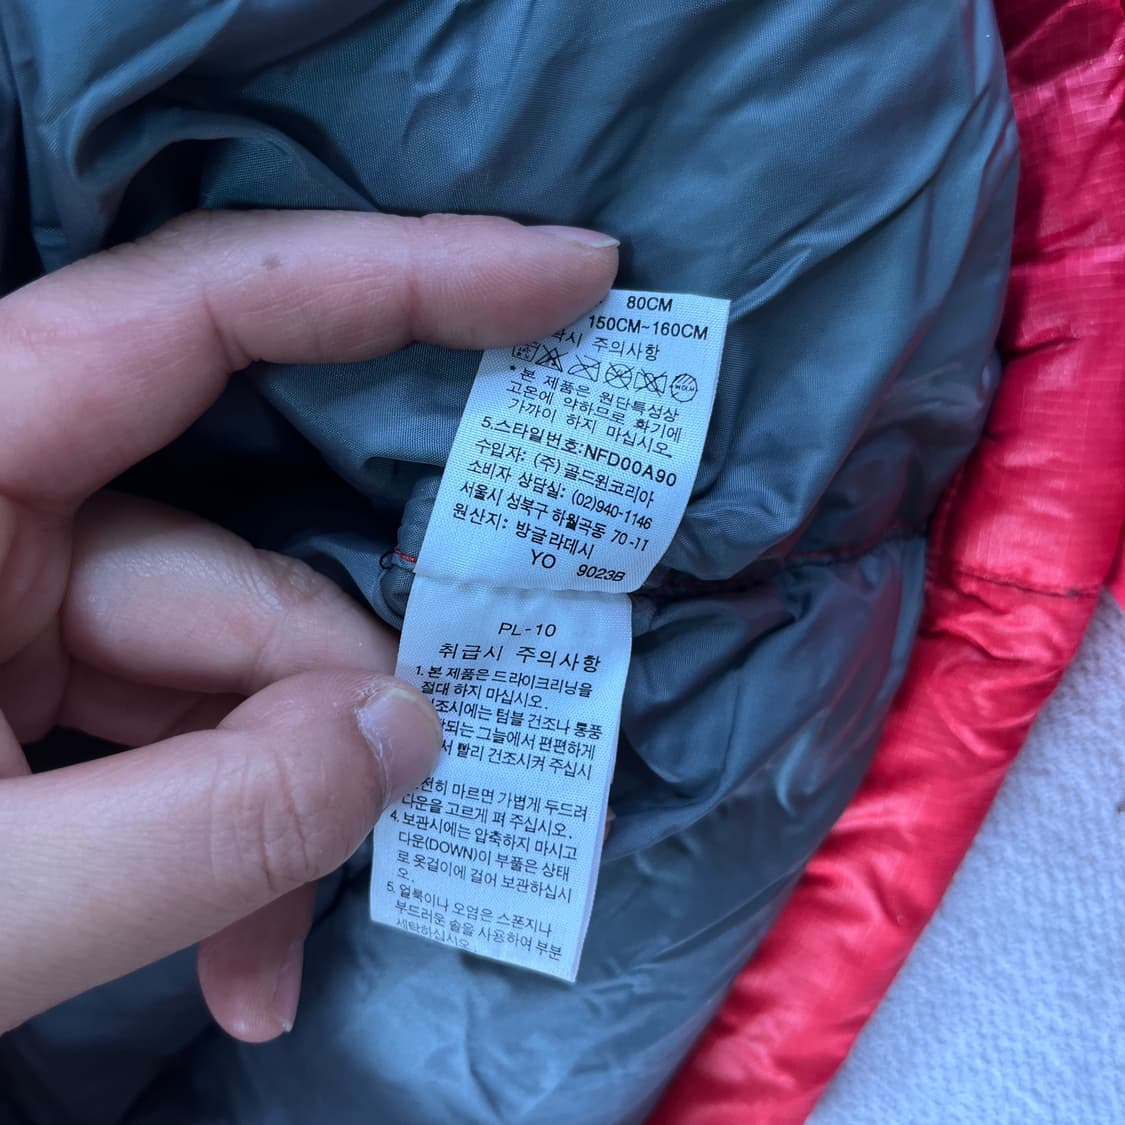 80CM
150CM~160CM
주의사항
* 본 제품은 원단특성상
고온에 약하므로 화기에
가까이 하지 마십시오.
5.스타일번호:NFD00A90
수입자: (주)골드윈코리아
소비자 상담실: (02)940-1146
서울시 성북구 하월곡동 70-11
원산지: 방글라데시
YO 9023B
PL-10
취급시 주의사항
1. 본 제품은 드라이크리닝을
절대 하지 마십시오.
텀블 건조나 통풍
그늘에서 편편하게
빨리 건조시켜 주십시
마르면 가볍게 두드려
다운을 고르게 펴 주십시오.
4. 보관시에는 압축하지 마시고
다운(DOWN)이 부풀은 상태
로 옷걸이에 걸어 보관하십시
오.
5. 얼룩이나 오염은 스폰지나
부드러운 솔을 사용하여 부분
세탁하십시오.